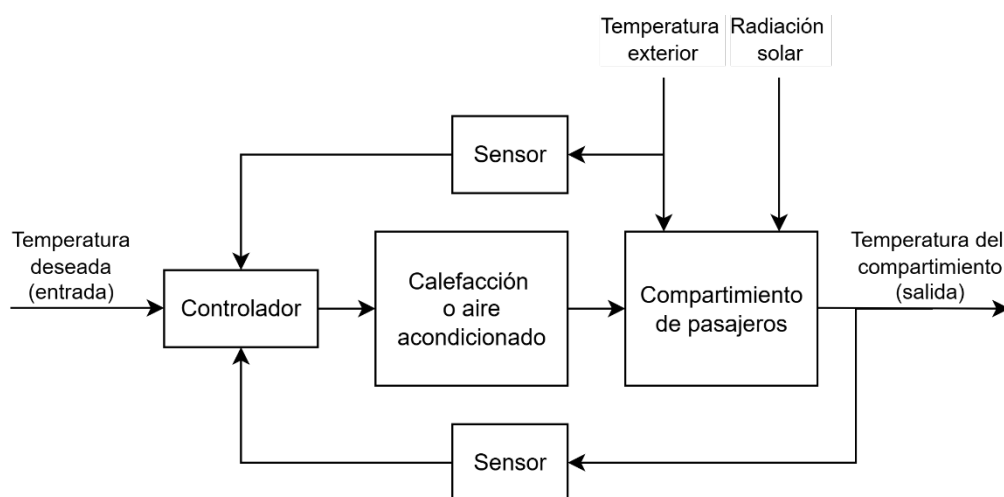 Temperatura
exterior
Radiación
solar
Sensor
Temperatura
deseada
(entrada)
Controlador
Calefacción
o aire
acondicionado
Compartimiento
de pasajeros
Temperatura del
compartimiento
(salida)
Sensor